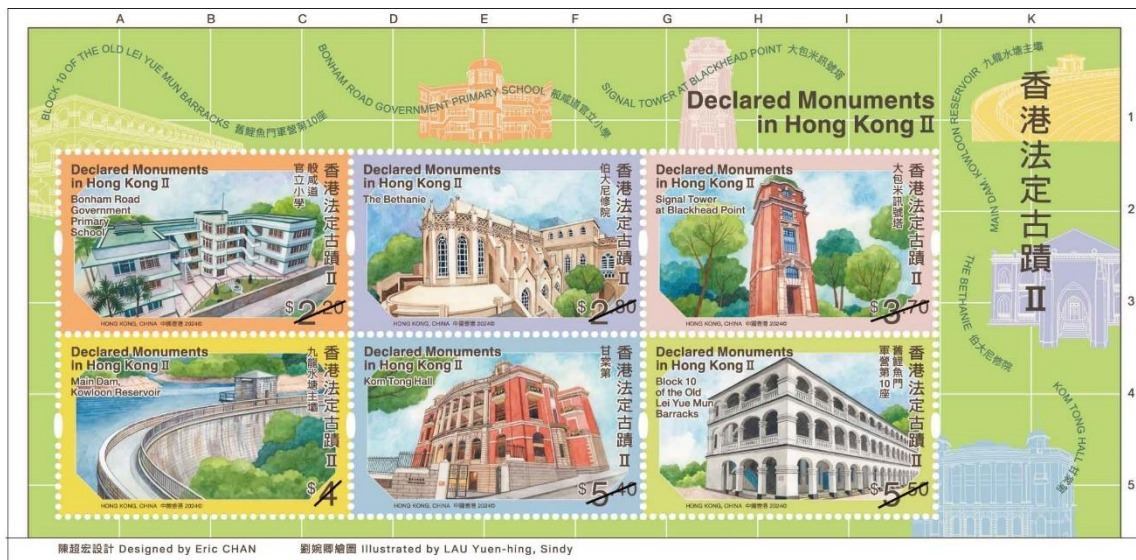 A B C D E F G H I J K
1
2
3
4
5
BLOCK 10 OF THE OLD LEI YUE MUN BARRACKS 舊鯉魚門軍營第10座
BONHAM ROAD GOVERNMENT PRIMARY SCHOOL 般咸道官立小學
SIGNAL TOWER AT BLACKHEAD POINT 大包米訊號塔
MAIN DAM, KOWLOON RESERVOIR 九龍水塘主壩
THE BETHANIE 伯大尼修院
KOM TONG HALL 甘棠第
Declared Monuments
in Hong Kong II
香港法定古蹟 II
Declared Monuments
in Hong Kong II
Bonham Road
Government
Primary
School
般咸道
官立小學
香港法定古蹟 II
$2.20
HONG KONG, CHINA 中國香港 2024©
Declared Monuments
in Hong Kong II
The Bethanie
伯大尼修院
香港法定古蹟 II
$2.80
HONG KONG, CHINA 中國香港 2024©
Declared Monuments
in Hong Kong II
Signal Tower
at Blackhead Point
大包米訊號塔
香港法定古蹟 II
$3.70
HONG KONG, CHINA 中國香港 2024©
Declared Monuments
in Hong Kong II
Main Dam,
Kowloon Reservoir
九龍水塘主壩
香港法定古蹟 II
$4
HONG KONG, CHINA 中國香港 2024©
Declared Monuments
in Hong Kong II
Kom Tong Hall
甘棠第
香港法定古蹟 II
$5.40
HONG KONG, CHINA 中國香港 2024©
Declared Monuments
in Hong Kong II
Block 10
of the Old
Lei Yue Mun
Barracks
舊鯉魚門
軍營第10座
香港法定古蹟 II
$5.50
HONG KONG, CHINA 中國香港 2024©
陳超宏設計 Designed by Eric CHAN
劉婉卿繪圖 Illustrated by LAU Yuen-hing, Sindy